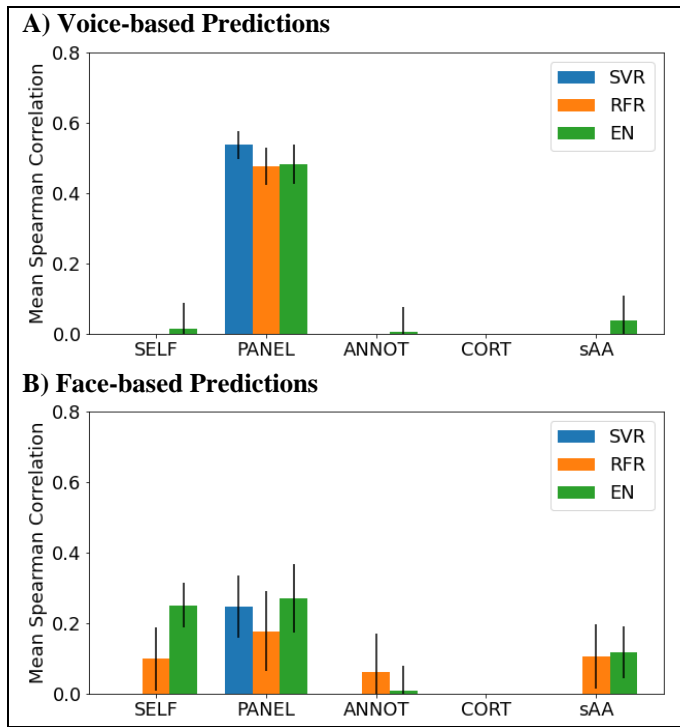 A) Voice-based Predictions
0.8
0.6
0.4
0.2
0.0
Mean Spearman Correlation
SVR
RFR
EN
SELF PANEL ANNOT CORT sAA
B) Face-based Predictions
0.8
0.6
0.4
0.2
0.0
Mean Spearman Correlation
SVR
RFR
EN
SELF PANEL ANNOT CORT sAA